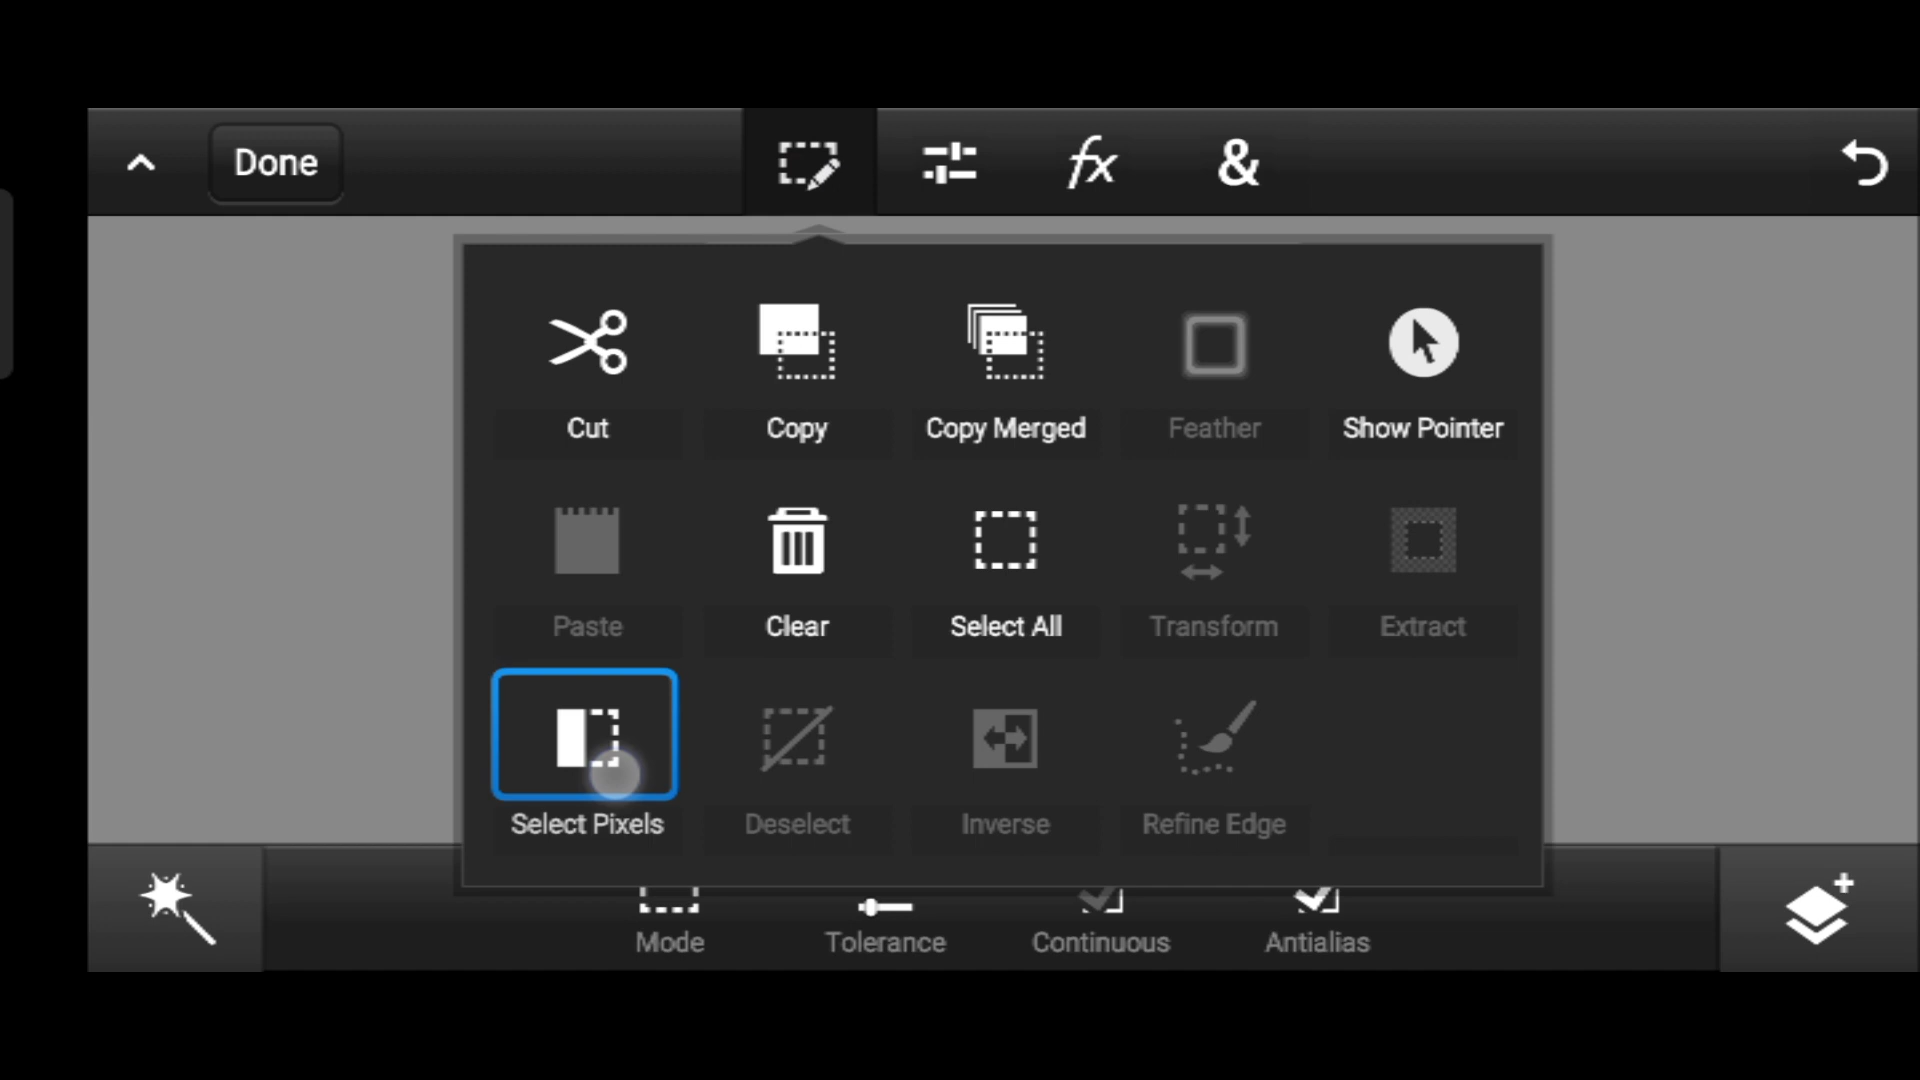 Done
fx
&
Cut
Copy
Copy Merged
Feather
Show Pointer
Paste
Clear
Select All
Transform
Extract
Select Pixels
Deselect
Inverse
Refine Edge
Mode
Tolerance
Continuous
Antialias